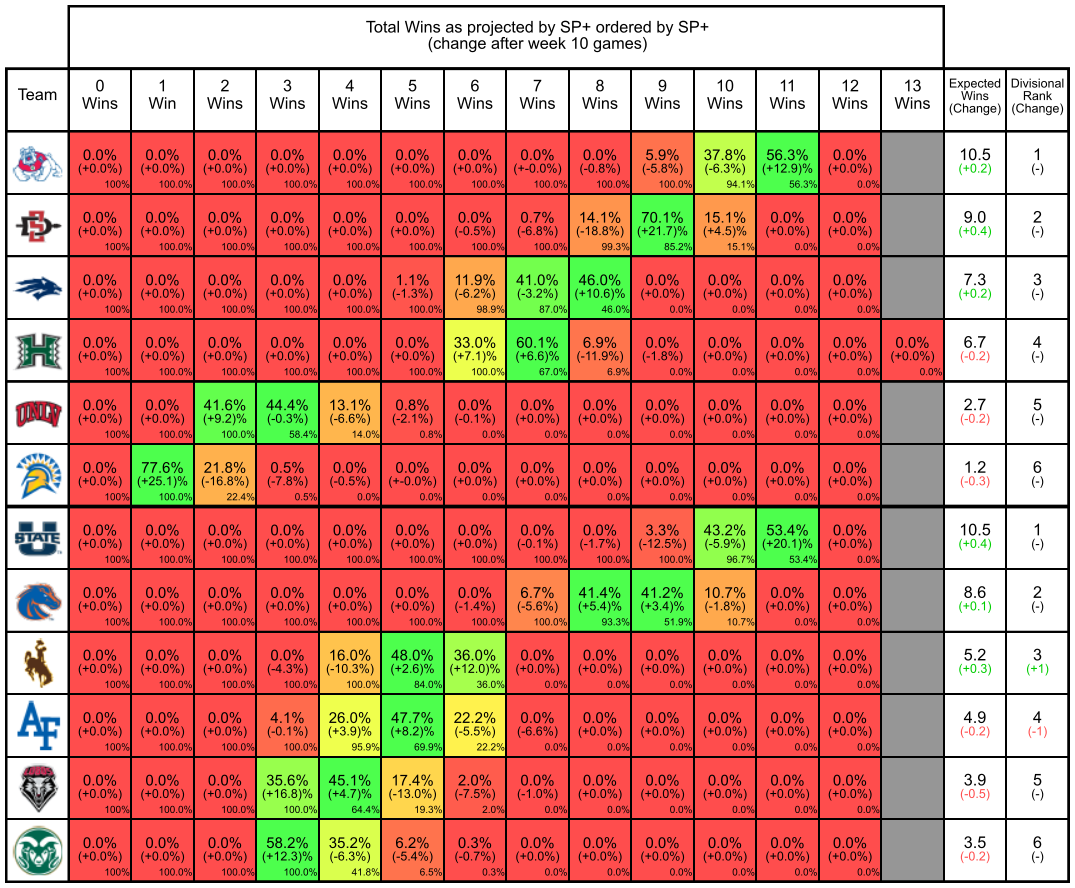 Total Wins as projected by SP+ ordered by SP+
(change after week 10 games)
Team 0 Wins 1 Win 2 Wins 3 Wins 4 Wins 5 Wins 6 Wins 7 Wins 8 Wins 9 Wins 10 Wins 11 Wins 12 Wins 13 Wins Expected Wins (Change) Divisional Rank (Change)
0.0% 0.0% 0.0% 0.0% 0.0% 0.0% 0.0% 0.0% 0.0% 5.9% 37.8% 56.3% 0.0% 10.5 1
(+0.0%) (+0.0%) (+0.0%) (+0.0%) (+0.0%) (+0.0%) (+0.0%) (+-0.0%) (-0.8%) (-5.8%) (-6.3%) (+12.9)% (+0.0%) (+0.2) (-)
100% 100.0% 100.0% 100.0% 100.0% 100.0% 100.0% 100.0% 100.0% 100.0% 94.1% 56.3% 0.0%
SD
0.0% 0.0% 0.0% 0.0% 0.0% 0.0% 0.0% 0.7% 14.1% 70.1% 15.1% 0.0% 0.0% 9.0 2
(+0.0%) (+0.0%) (+0.0%) (+0.0%) (+0.0%) (+0.0%) (-0.5%) (-6.8%) (-18.8%) (+21.7)% (+4.5)% (+0.0%) (+0.0%) (+0.4) (-)
100% 100.0% 100.0% 100.0% 100.0% 100.0% 100.0% 100.0% 99.3% 85.2% 15.1% 0.0% 0.0%
0.0% 0.0% 0.0% 0.0% 0.0% 1.1% 11.9% 41.0% 46.0% 0.0% 0.0% 0.0% 0.0% 7.3 3
(+0.0%) (+0.0%) (+0.0%) (+0.0%) (+0.0%) (-1.3%) (-6.2%) (-3.2%) (+10.6)% (+0.0%) (+0.0%) (+0.0%) (+0.0%) (+0.2) (-)
100% 100.0% 100.0% 100.0% 100.0% 100.0% 98.9% 87.0% 46.0% 0.0% 0.0% 0.0% 0.0%
H
0.0% 0.0% 0.0% 0.0% 0.0% 0.0% 33.0% 60.1% 6.9% 0.0% 0.0% 0.0% 0.0% 0.0% 6.7 4
(+0.0%) (+0.0%) (+0.0%) (+0.0%) (+0.0%) (+0.0%) (+7.1)% (+6.6)% (-11.9%) (-1.8%) (+0.0%) (+0.0%) (+0.0%) (+0.0%) (-0.2) (-)
100% 100.0% 100.0% 100.0% 100.0% 100.0% 100.0% 67.0% 6.9% 0.0% 0.0% 0.0% 0.0% 0.0%
UNLV
0.0% 0.0% 41.6% 44.4% 13.1% 0.8% 0.0% 0.0% 0.0% 0.0% 0.0% 0.0% 0.0% 2.7 5
(+0.0%) (+0.0%) (+9.2)% (-0.3%) (-6.6%) (-2.1%) (-0.1%) (+0.0%) (+0.0%) (+0.0%) (+0.0%) (+0.0%) (+0.0%) (-0.2) (-)
100% 100.0% 100.0% 58.4% 14.0% 0.8% 0.0% 0.0% 0.0% 0.0% 0.0% 0.0% 0.0%
0.0% 77.6% 21.8% 0.5% 0.0% 0.0% 0.0% 0.0% 0.0% 0.0% 0.0% 0.0% 0.0% 1.2 6
(+0.0%) (+25.1)% (-16.8%) (-7.8%) (-0.5%) (+-0.0%) (+0.0%) (+0.0%) (+0.0%) (+0.0%) (+0.0%) (+0.0%) (+0.0%) (-0.3) (-)
100% 100.0% 22.4% 0.5% 0.0% 0.0% 0.0% 0.0% 0.0% 0.0% 0.0% 0.0% 0.0%
U STATE
0.0% 0.0% 0.0% 0.0% 0.0% 0.0% 0.0% 0.0% 0.0% 3.3% 43.2% 53.4% 0.0% 10.5 1
(+0.0%) (+0.0%) (+0.0%) (+0.0%) (+0.0%) (+0.0%) (+0.0%) (-0.1%) (-1.7%) (-12.5%) (-5.9%) (+20.1)% (+0.0%) (+0.4) (-)
100% 100.0% 100.0% 100.0% 100.0% 100.0% 100.0% 100.0% 100.0% 100.0% 96.7% 53.4% 0.0%
0.0% 0.0% 0.0% 0.0% 0.0% 0.0% 0.0% 6.7% 41.4% 41.2% 10.7% 0.0% 0.0% 8.6 2
(+0.0%) (+0.0%) (+0.0%) (+0.0%) (+0.0%) (+0.0%) (-1.4%) (-5.6%) (+5.4)% (+3.4)% (-1.8%) (+0.0%) (+0.0%) (+0.1) (-)
100% 100.0% 100.0% 100.0% 100.0% 100.0% 100.0% 100.0% 93.3% 51.9% 10.7% 0.0% 0.0%
0.0% 0.0% 0.0% 0.0% 16.0% 48.0% 36.0% 0.0% 0.0% 0.0% 0.0% 0.0% 0.0% 5.2 3
(+0.0%) (+0.0%) (+0.0%) (-4.3%) (-10.3%) (+2.6)% (+12.0)% (+0.0%) (+0.0%) (+0.0%) (+0.0%) (+0.0%) (+0.0%) (+0.3) (+1)
100% 100.0% 100.0% 100.0% 100.0% 84.0% 36.0% 0.0% 0.0% 0.0% 0.0% 0.0% 0.0%
AF
0.0% 0.0% 0.0% 4.1% 26.0% 47.7% 22.2% 0.0% 0.0% 0.0% 0.0% 0.0% 0.0% 4.9 4
(+0.0%) (+0.0%) (+0.0%) (-0.1%) (+3.9)% (+8.2)% (-5.5%) (-6.6%) (+0.0%) (+0.0%) (+0.0%) (+0.0%) (+0.0%) (-0.2) (-1)
100% 100.0% 100.0% 100.0% 95.9% 69.9% 22.2% 0.0% 0.0% 0.0% 0.0% 0.0% 0.0%
0.0% 0.0% 0.0% 35.6% 45.1% 17.4% 2.0% 0.0% 0.0% 0.0% 0.0% 0.0% 0.0% 3.9 5
(+0.0%) (+0.0%) (+0.0%) (+16.8)% (+4.7)% (-13.0%) (-7.5%) (-1.0%) (+0.0%) (+0.0%) (+0.0%) (+0.0%) (+0.0%) (-0.5) (-)
100% 100.0% 100.0% 100.0% 64.4% 19.3% 2.0% 0.0% 0.0% 0.0% 0.0% 0.0% 0.0%
0.0% 0.0% 0.0% 58.2% 35.2% 6.2% 0.3% 0.0% 0.0% 0.0% 0.0% 0.0% 0.0% 3.5 6
(+0.0%) (+0.0%) (+0.0%) (+12.3)% (-6.3%) (-5.4%) (-0.7%) (+0.0%) (+0.0%) (+0.0%) (+0.0%) (+0.0%) (+0.0%) (-0.2) (-)
100% 100.0% 100.0% 100.0% 41.8% 6.5% 0.3% 0.0% 0.0% 0.0% 0.0% 0.0% 0.0%